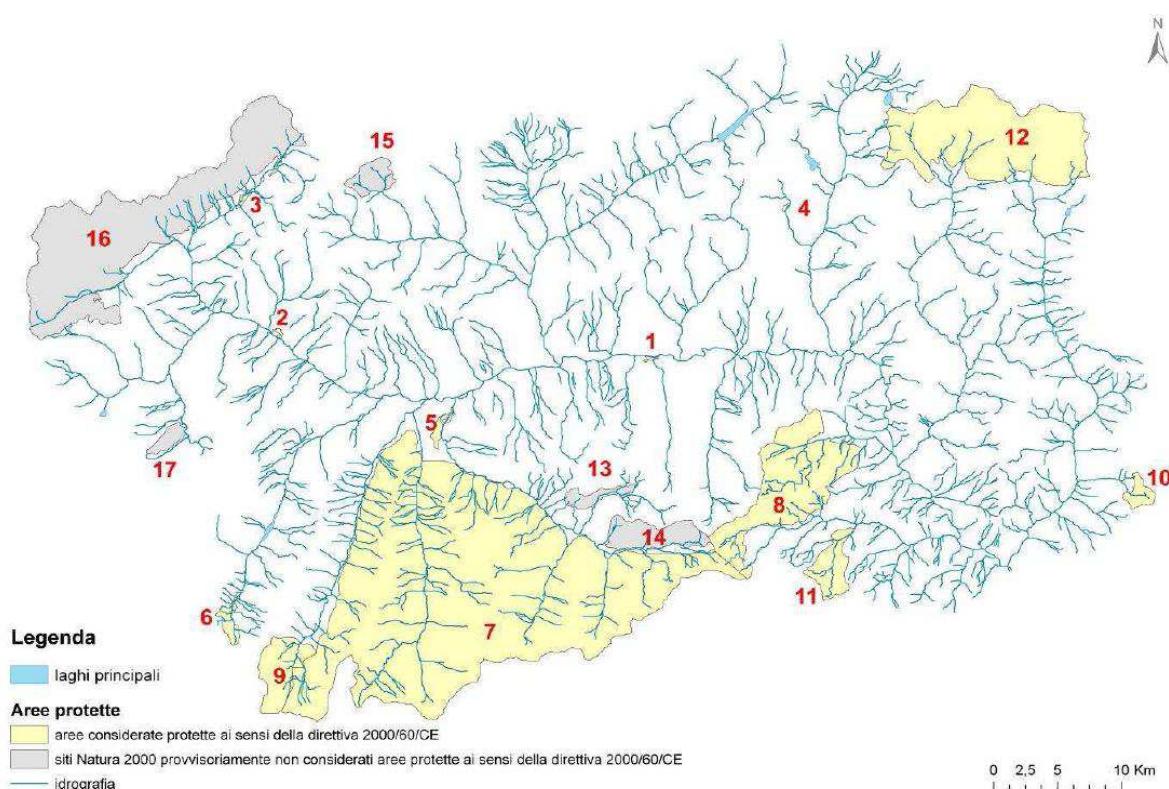 N
12
15
3
4
16
2
1
5
17
13
10
8
14
11
6
7
9
Legenda
laghi principali
Aree protette
aree considerate protette ai sensi della direttiva 2000/60/CE
siti Natura 2000 provvisoriamente non considerati aree protette ai sensi della direttiva 2000/60/CE
idrografia
0 2,5 5 10 Km